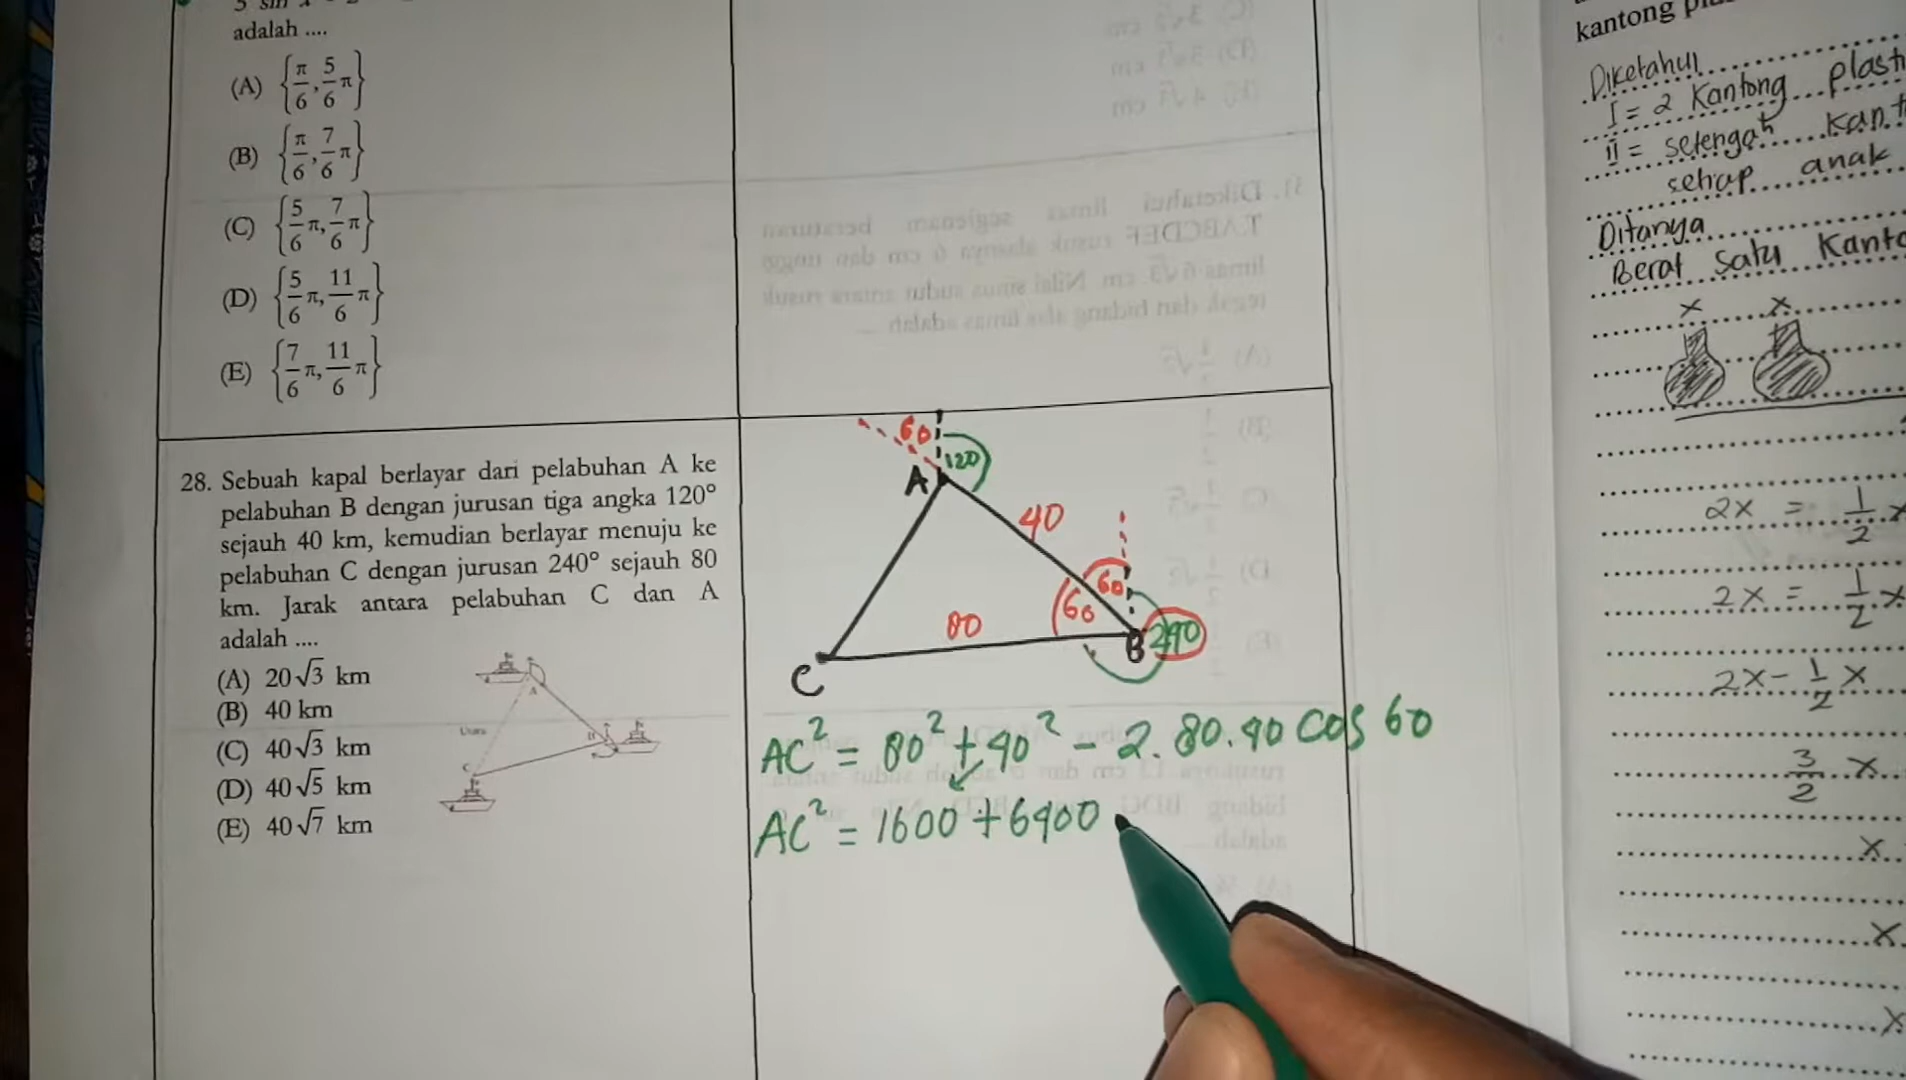 adalah ....
(A) {π/6, 5/6 π}
(B) {π/6, 7/6 π}
(C) {5/6 π, 7/6 π}
(D) {5/6 π, 11/6 π}
(E) {7/6 π, 11/6 π}
28. Sebuah kapal berlayar dari pelabuhan A ke
pelabuhan B dengan jurusan tiga angka 120°
sejauh 40 km, kemudian berlayar menuju ke
pelabuhan C dengan jurusan 240° sejauh 80
km. Jarak antara pelabuhan C dan A
adalah ....
(A) 20√3 km
(B) 40 km
(C) 40√3 km
(D) 40√5 km
(E) 40√7 km
A
B
C
60
120
A
40
60
60
80
B
240
C
AC² = 80² + 40² - 2.80.40 cos 60
AC² = 1600 + 6400
kantong
Diketahui
I = 2 Kantong plasti
II = setengah kant
setiap anak
Ditanya
Berat satu Kanto
x x
2x = 1/2 x
2x = 1/2 x
2x - 1/2 x
3/2 x
x
x
x